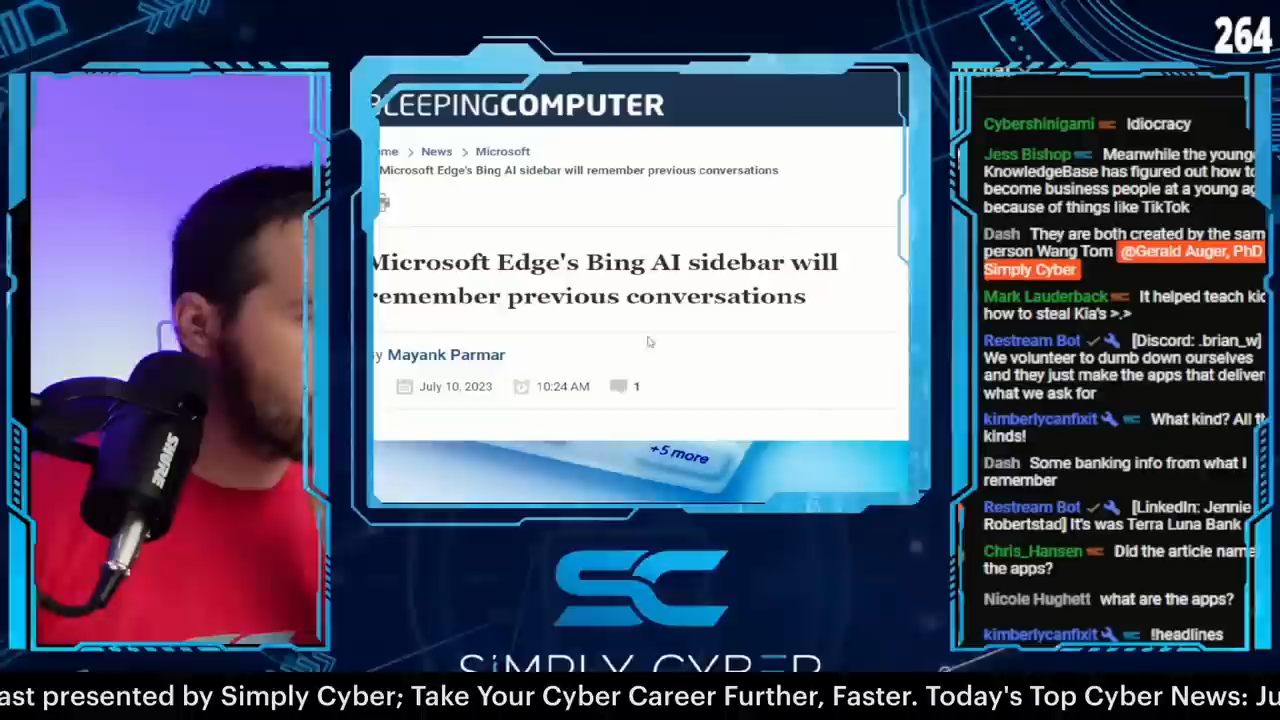 264
BLEEPINGCOMPUTER
me > News > Microsoft
Microsoft Edge's Bing AI sidebar will remember previous conversations
Microsoft Edge's Bing AI sidebar will
remember previous conversations
y Mayank Parmar
July 10, 2023 10:24 AM 1
+5 more
SHURE
SC
SiMPLY CYBER
Cybershinigami Idiocracy
Jess Bishop Meanwhile the young
KnowledgeBase has figured out how to
become business people at a young ag
because of things like TikTok
Dash They are both created by the sam
person Wang Tom @Gerald Auger, PhD
Simply Cyber
Mark Lauderback It helped teach kid
how to steal Kia's >.>
Restream Bot [Discord: .brian_w]
We volunteer to dumb down ourselves
and they just make the apps that deliver
what we ask for
kimberlycanfixit What kind? All th
kinds!
Dash Some banking info from what I
remember
Restream Bot [LinkedIn: Jennie
Robertstad] It's was Terra Luna Bank
Chris_Hansen Did the article name
the apps?
Nicole Hughett what are the apps?
kimberlycanfixit !headlines
ast presented by Simply Cyber; Take Your Cyber Career Further, Faster. Today's Top Cyber News: Ju